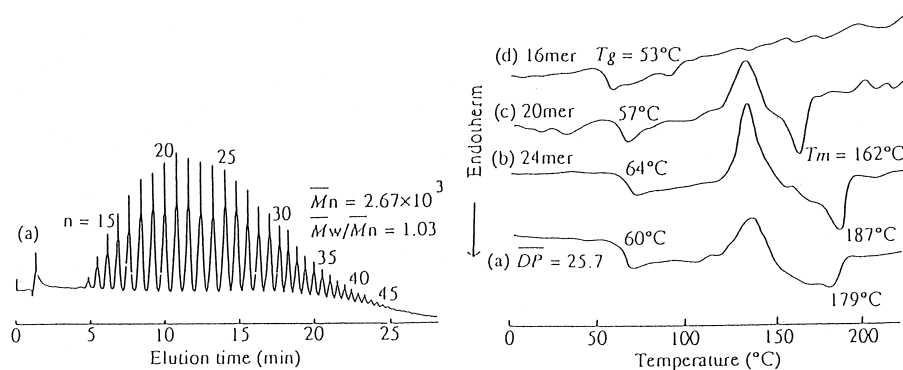 (a)
n = 15
20
25
30
35
40
45
M̅n = 2.67×10³
M̅w/M̅n = 1.03
0 5 10 15 20 25
Elution time (min)
Endotherm
(d) 16mer Tg = 53°C
(c) 20mer 57°C
Tm = 162°C
(b) 24mer 64°C
187°C
60°C
(a) D̅P̅ = 25.7
179°C
0 50 100 150 200
Temperature (°C)